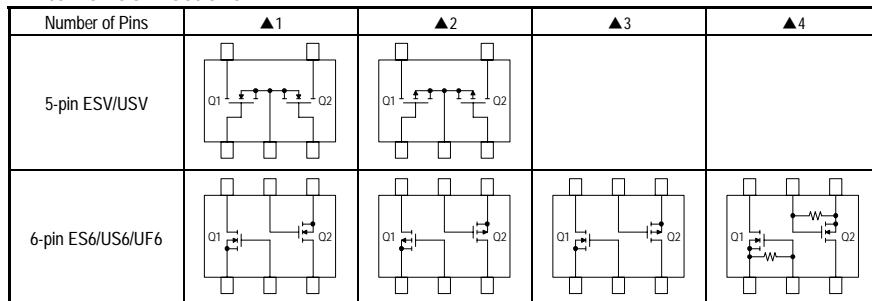 Number of Pins ▲1 ▲2 ▲3 ▲4
5-pin ESV/USV Q1 Q2 Q1 Q2
6-pin ES6/US6/UF6 Q1 Q2 Q1 Q2 Q1 Q2 Q1 Q2